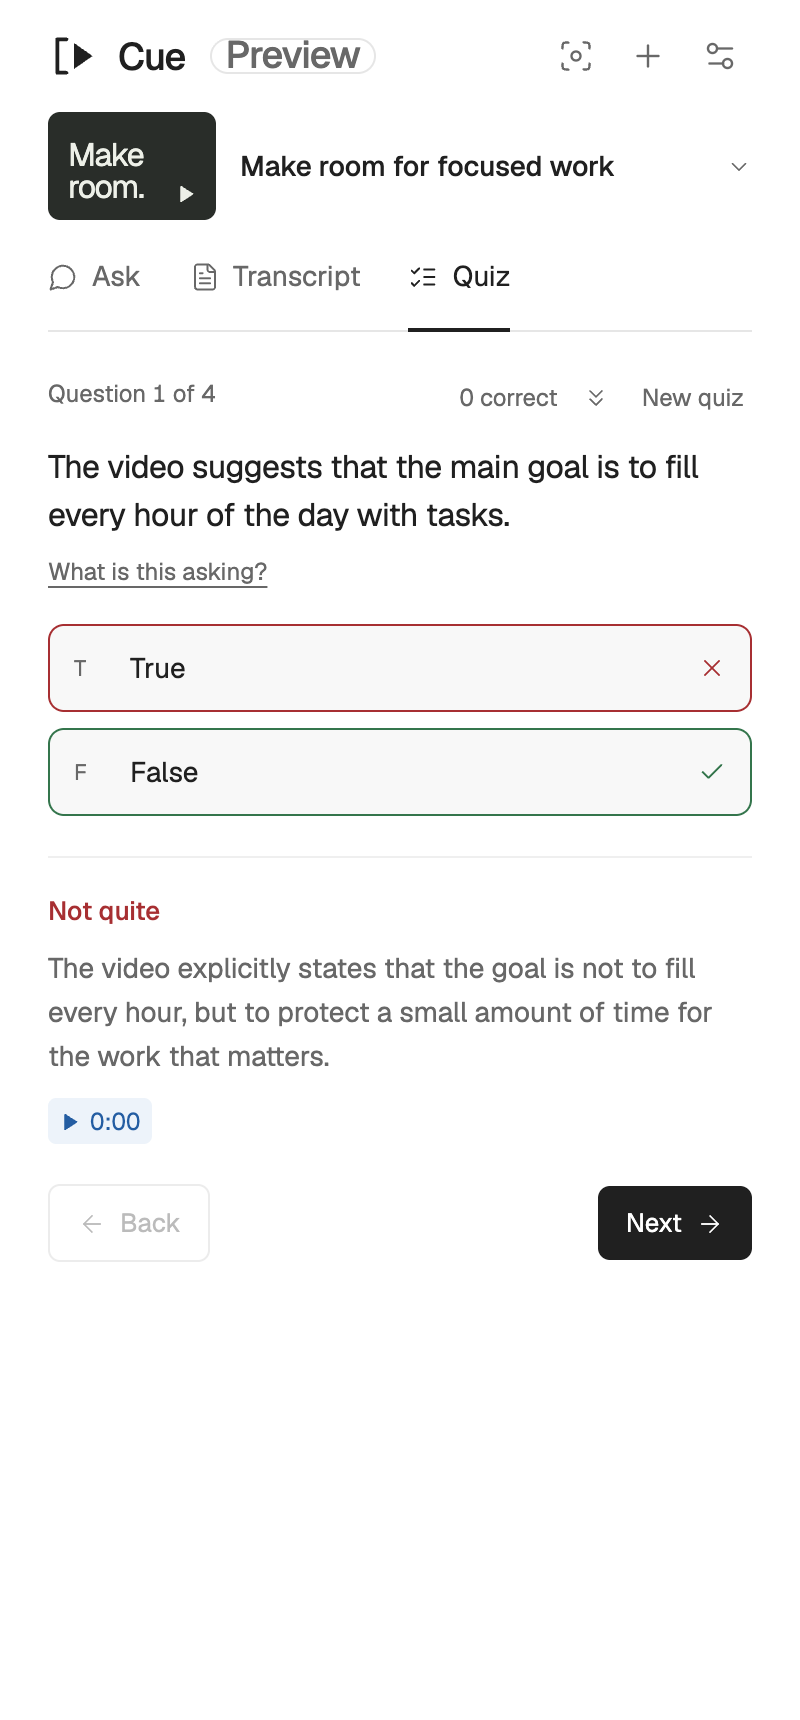 Cue Preview
Make
room.
Make room for focused work
Ask Transcript Quiz
Question 1 of 4 0 correct New quiz
The video suggests that the main goal is to fill
every hour of the day with tasks.
What is this asking?
T True
F False
Not quite
The video explicitly states that the goal is not to fill
every hour, but to protect a small amount of time for
the work that matters.
0:00
Back Next